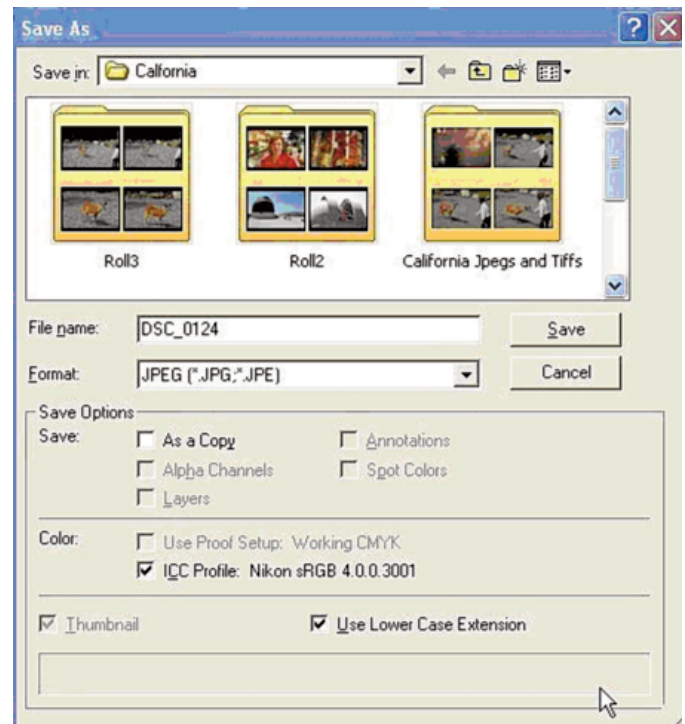 Save As
Save in: Calfornia
Roll3 Roll2 California Jpegs and Tiffs
File name: DSC_0124 Save
Format: JPEG (*.JPG;*.JPE) Cancel
Save Options
Save: As a Copy Annotations
Alpha Channels Spot Colors
Layers
Color: Use Proof Setup: Working CMYK
ICC Profile: Nikon sRGB 4.0.0.3001
Thumbnail Use Lower Case Extension